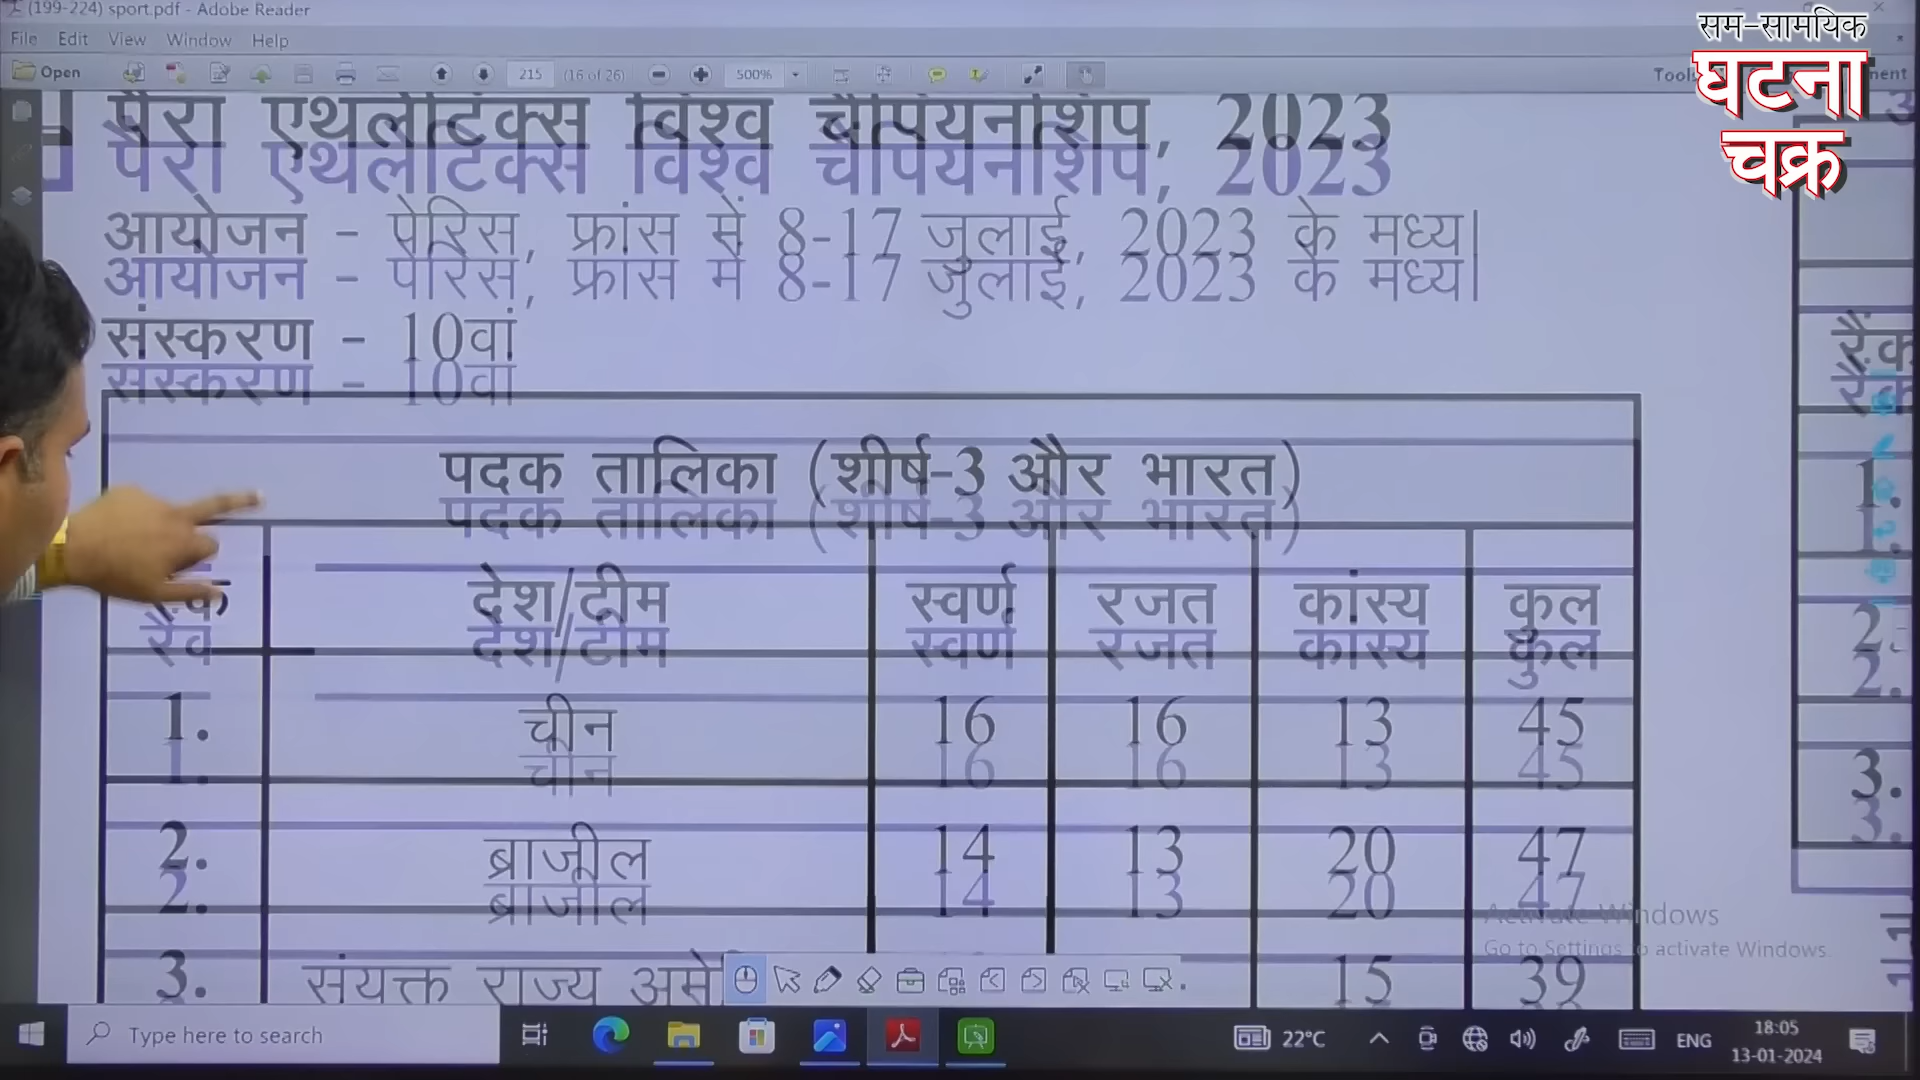 (199-224) sport.pdf - Adobe Reader
File Edit View Window Help
Open 215 (16 of 26) 500%
सम-सामयिक
घटना
चक्र
पैरा एथलेटिक्स विश्व चैंपियनशिप, 2023
आयोजन - पेरिस, फ्रांस में 8-17 जुलाई, 2023 के मध्य।
संस्करण - 10वां
पदक तालिका (शीर्ष-3 और भारत)
रैंक देश/टीम स्वर्ण रजत कांस्य कुल
1. चीन 16 16 13 45
2. ब्राजील 14 13 20 47
3. संयुक्त राज्य 15 39
रैंक
1.
2.
3.
Activate Windows
Go to Settings to activate Windows.
Type here to search
22°C
ENG
18:05
13-01-2024